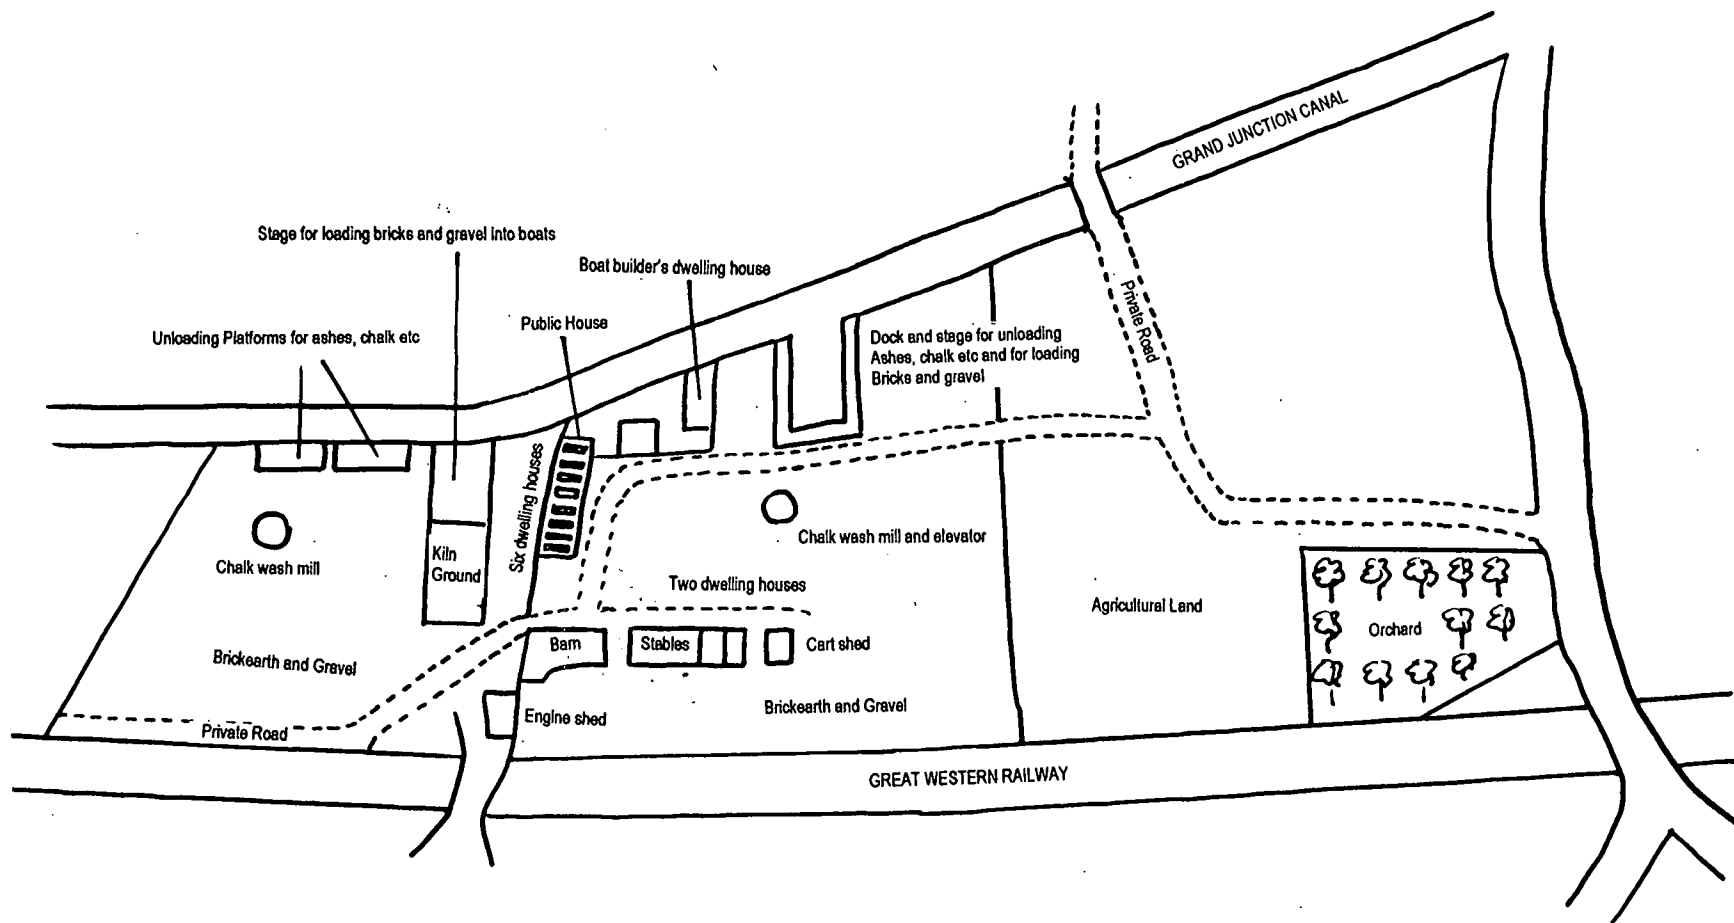 GRAND JUNCTION CANAL
Stage for loading bricks and gravel into boats
Boat builder's dwelling house
Public House
Unloading Platforms for ashes, chalk etc
Dock and stage for unloading
Ashes, chalk etc and for loading
Bricks and gravel
Private Road
Six dwelling houses
Chalk wash mill
Kiln
Ground
Chalk wash mill and elevator
Two dwelling houses
Agricultural Land
Orchard
Barn
Stables
Cart shed
Brickearth and Gravel
Brickearth and Gravel
Engine shed
Private Road
GREAT WESTERN RAILWAY